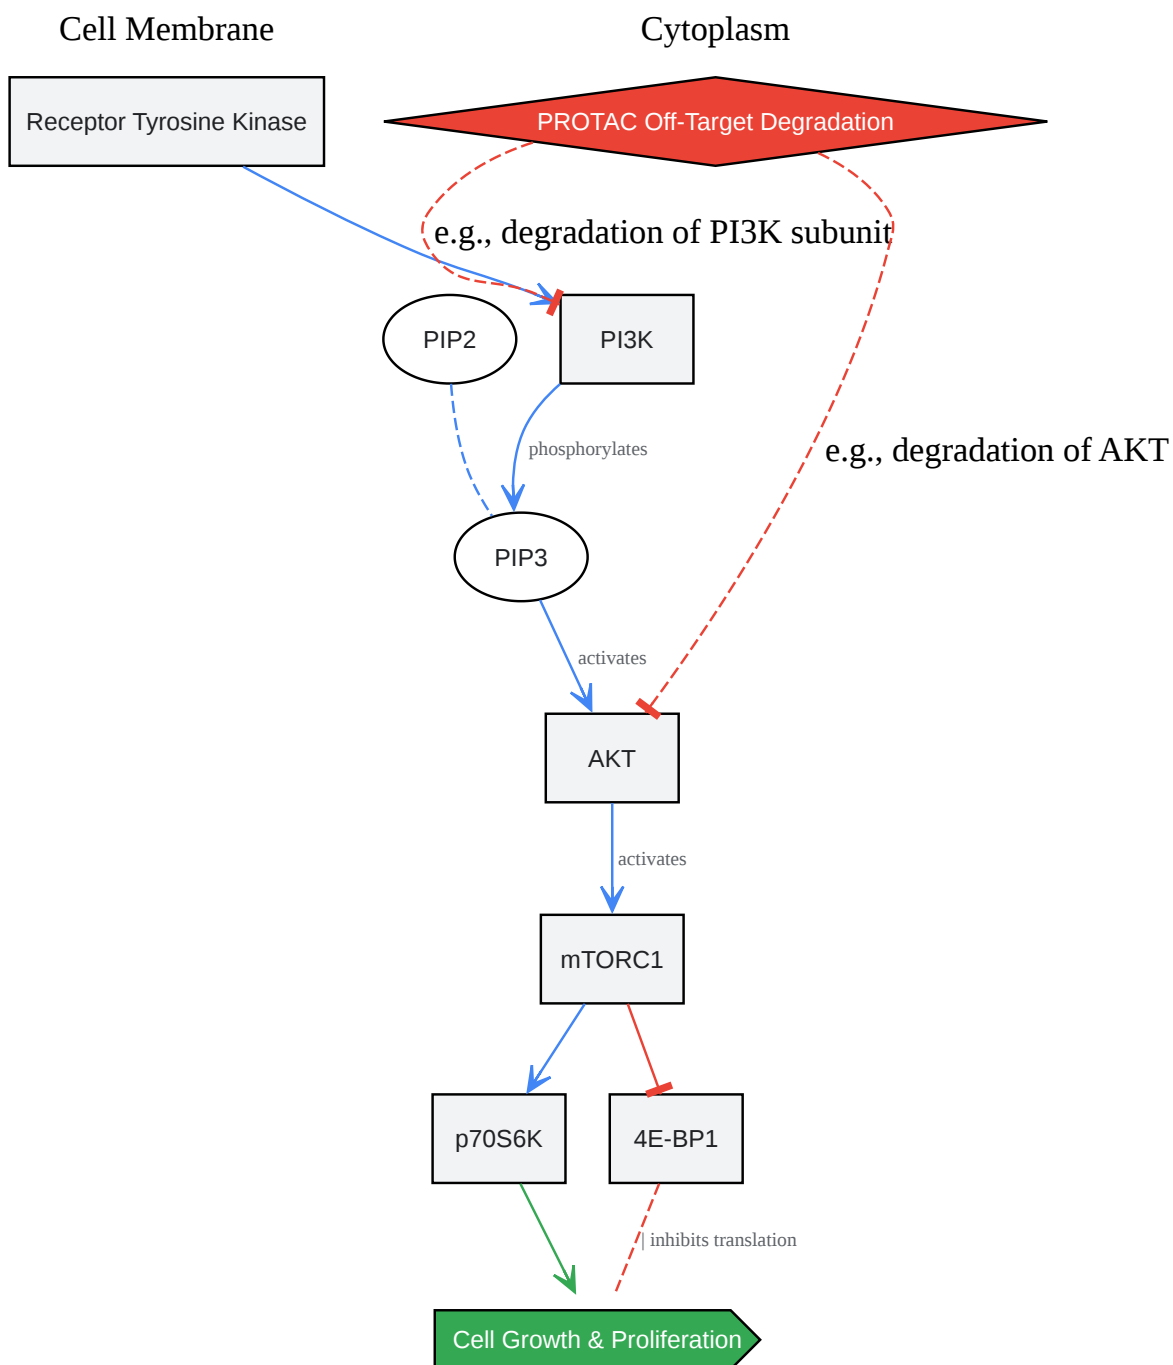 Cell Membrane
Cytoplasm
Receptor Tyrosine Kinase
PROTAC Off-Target Degradation
e.g., degradation of PI3K subunit
PIP2
PI3K
phosphorylates
e.g., degradation of AKT
PIP3
activates
AKT
activates
mTORC1
p70S6K
4E-BP1
| inhibits translation
Cell Growth & Proliferation